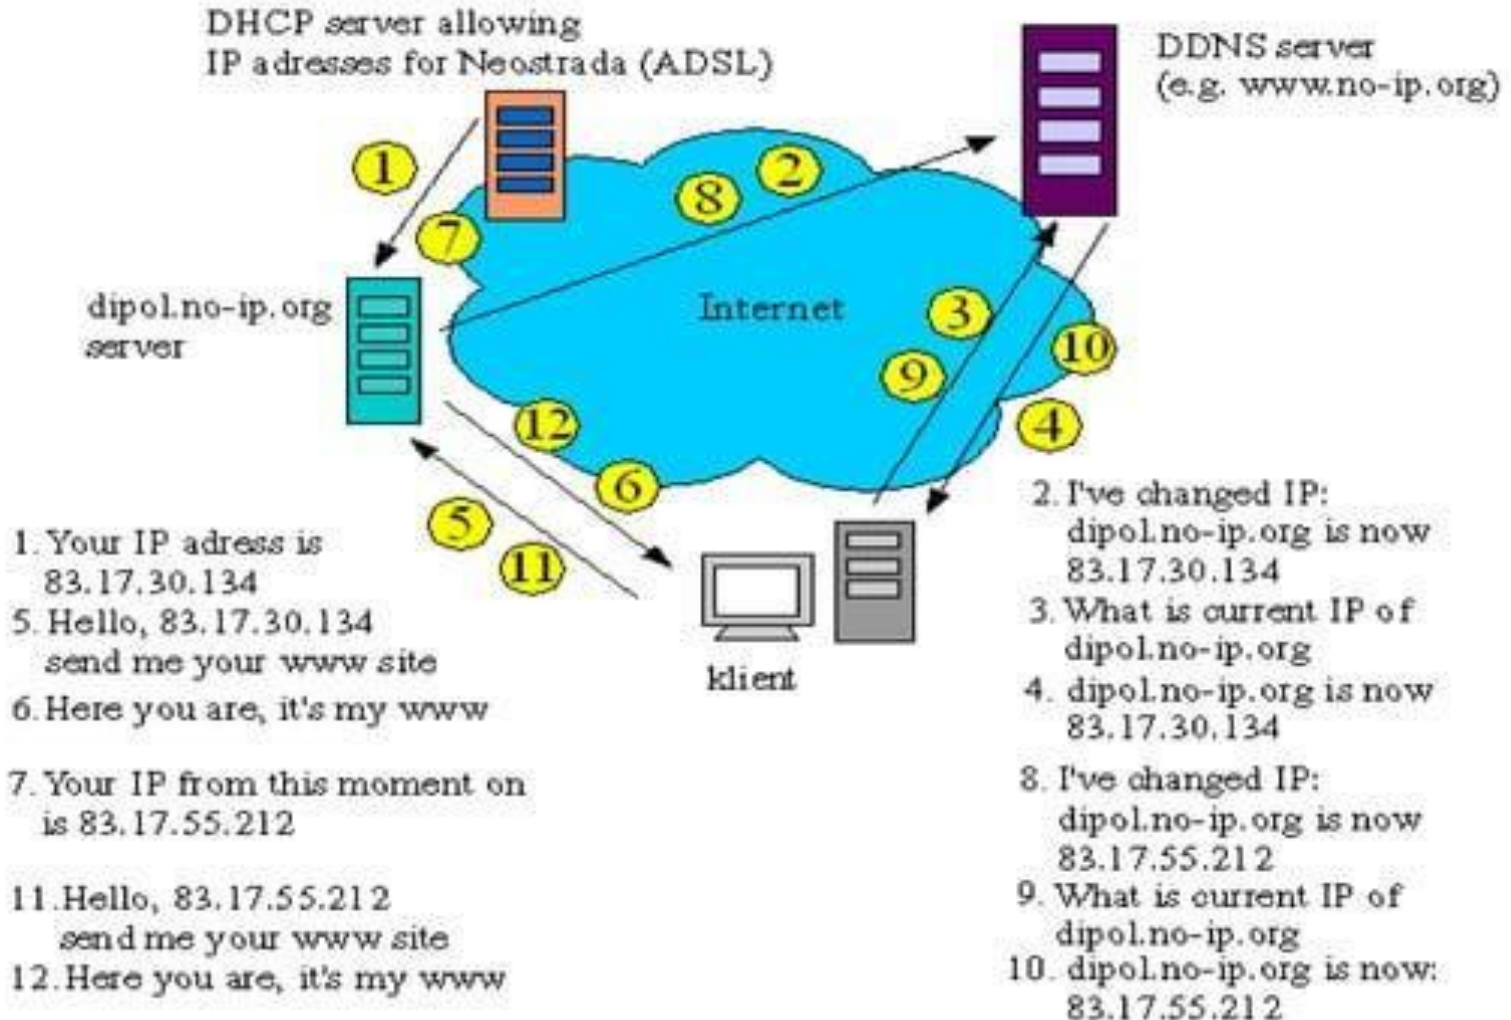 DHCP server allowing
IP adresses for Neostrada (ADSL)
DDNS server
(e.g. www.no-ip.org)
1
2
8
7
dipol.no-ip.org
server
Internet
3
10
9
4
12
6
5
11
klient
1. Your IP adress is
83.17.30.134
5. Hello, 83.17.30.134
send me your www site
6. Here you are, it's my www
7. Your IP from this moment on
is 83.17.55.212
11. Hello, 83.17.55.212
send me your www site
12. Here you are, it's my www
2. I've changed IP:
dipol.no-ip.org is now
83.17.30.134
3. What is current IP of
dipol.no-ip.org
4. dipol.no-ip.org is now
83.17.30.134
8. I've changed IP:
dipol.no-ip.org is now
83.17.55.212
9. What is current IP of
dipol.no-ip.org
10. dipol.no-ip.org is now:
83.17.55.212